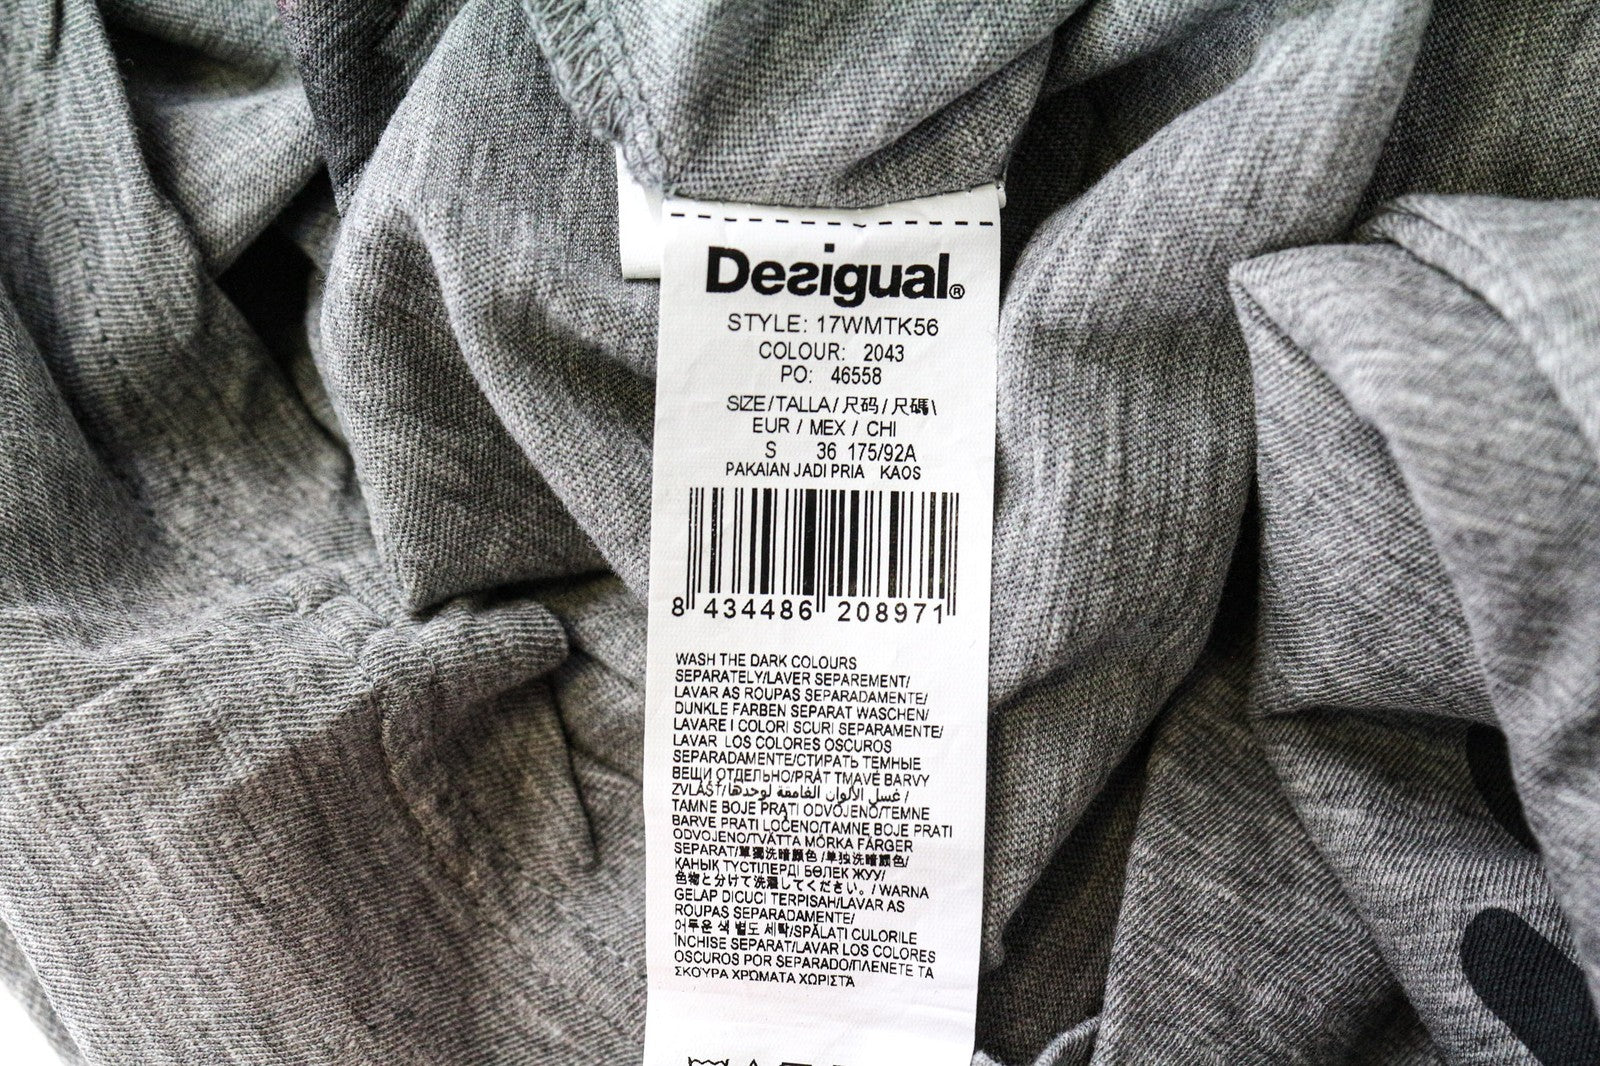 Desigual®
STYLE: 17WMTK56
COLOUR: 2043
PO: 46558
SIZE/TALLA/尺码/尺碼\
EUR / MEX / CHI
S 36 175/92A
PAKAIAN JADI PRIA KAOS
8 434486 208971
WASH THE DARK COLOURS
SEPARATELY/LAVER SEPAREMENT/
LAVAR AS ROUPAS SEPARADAMENTE/
DUNKLE FARBEN SEPARAT WASCHEN/
LAVARE I COLORI SCURI SEPARAMENTE/
LAVAR LOS COLORES OSCUROS
SEPARADAMENTE/СТИРАТЬ ТЕМНЫЕ
ВЕЩИ ОТДЕЛЬНО/PRÁT TMAVÉ BARVY
ZVLÁŠŤ/غسل الألوان الغامقة لوحدها/
TAMNE BOJE PRATI ODVOJENO/TEMNE
BARVE PRATI LOČENO/TAMNE BOJE PRATI
ODVOJENO/TVÄTTA MÖRKA FÄRGER
SEPARAT/單獨洗暗顏色/单独洗暗颜色/
ҚАНЫҚ ТҮСТІЛЕРДІ БӨЛЕК ЖУУ/
色物と分けて洗濯してください。/WARNA
GELAP DICUCI TERPISAH/LAVAR AS
ROUPAS SEPARADAMENTE/
어두운 색 별도 세탁/SPĂLAȚI CULORILE
ÎNCHISE SEPARAT/LAVAR LOS COLORES
OSCUROS POR SEPARADO/ΠΛΕΝΕΤΕ ΤΑ
ΣΚΟΥΡΑ ΧΡΩΜΑΤΑ ΧΩΡΙΣΤΑ